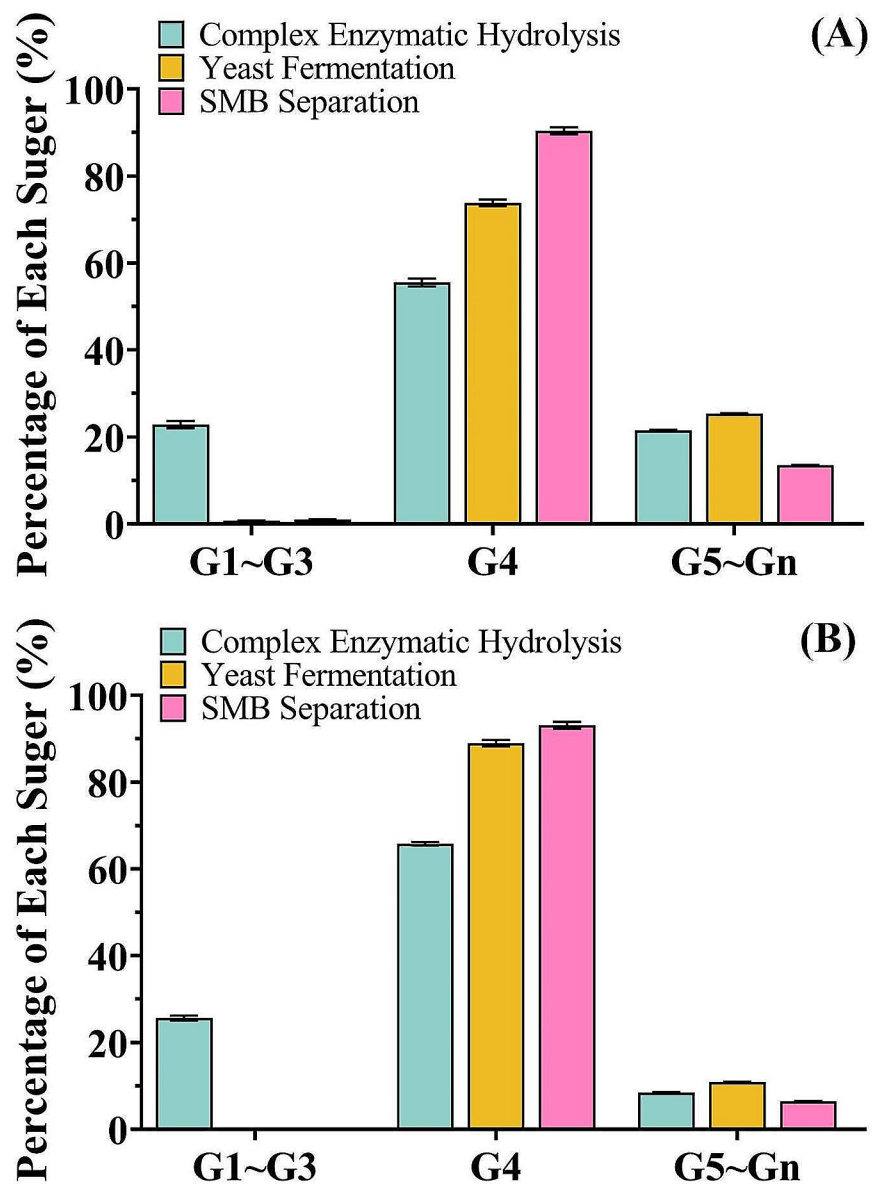 Complex Enzymatic Hydrolysis
Yeast Fermentation
SMB Separation
(A)
Percentage of Each Suger (%)
100
80
60
40
20
0
G1~G3 G4 G5~Gn
Complex Enzymatic Hydrolysis
Yeast Fermentation
SMB Separation
(B)
Percentage of Each Suger (%)
100
80
60
40
20
0
G1~G3 G4 G5~Gn